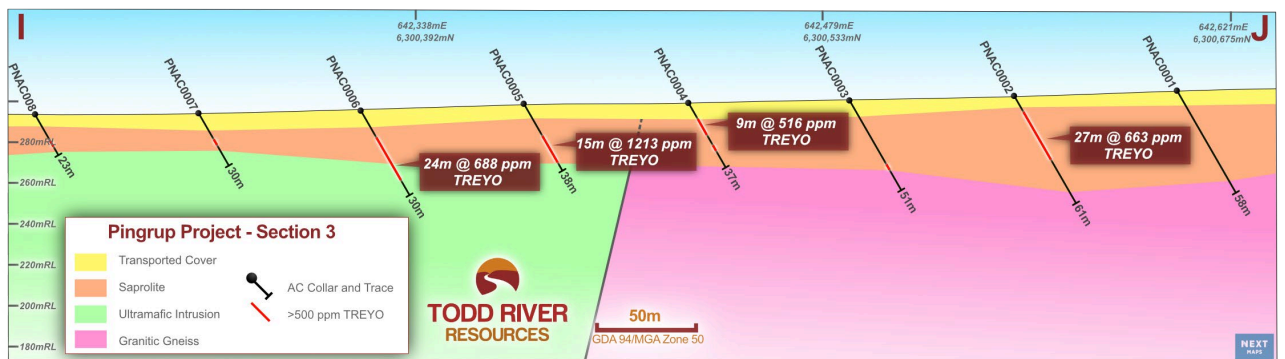 I
642,338mE
6,300,392mN
642,479mE
6,300,533mN
642,621mE
6,300,675mN
J
PNAC0008
PNAC0007
PNAC0006
PNAC0005
PNAC0004
PNAC0003
PNAC0002
PNAC0001
9m @ 516 ppm
TREYO
15m @ 1213 ppm
TREYO
27m @ 663 ppm
TREYO
24m @ 688 ppm
TREYO
23m
30m
30m
38m
37m
51m
61m
58m
280mRL
260mRL
240mRL
220mRL
200mRL
180mRL
Pingrup Project - Section 3
Transported Cover
Saprolite
Ultramafic Intrusion
Granitic Gneiss
AC Collar and Trace
>500 ppm TREYO
TODD RIVER
RESOURCES
50m
GDA 94/MGA Zone 50
NEXT
MAPS